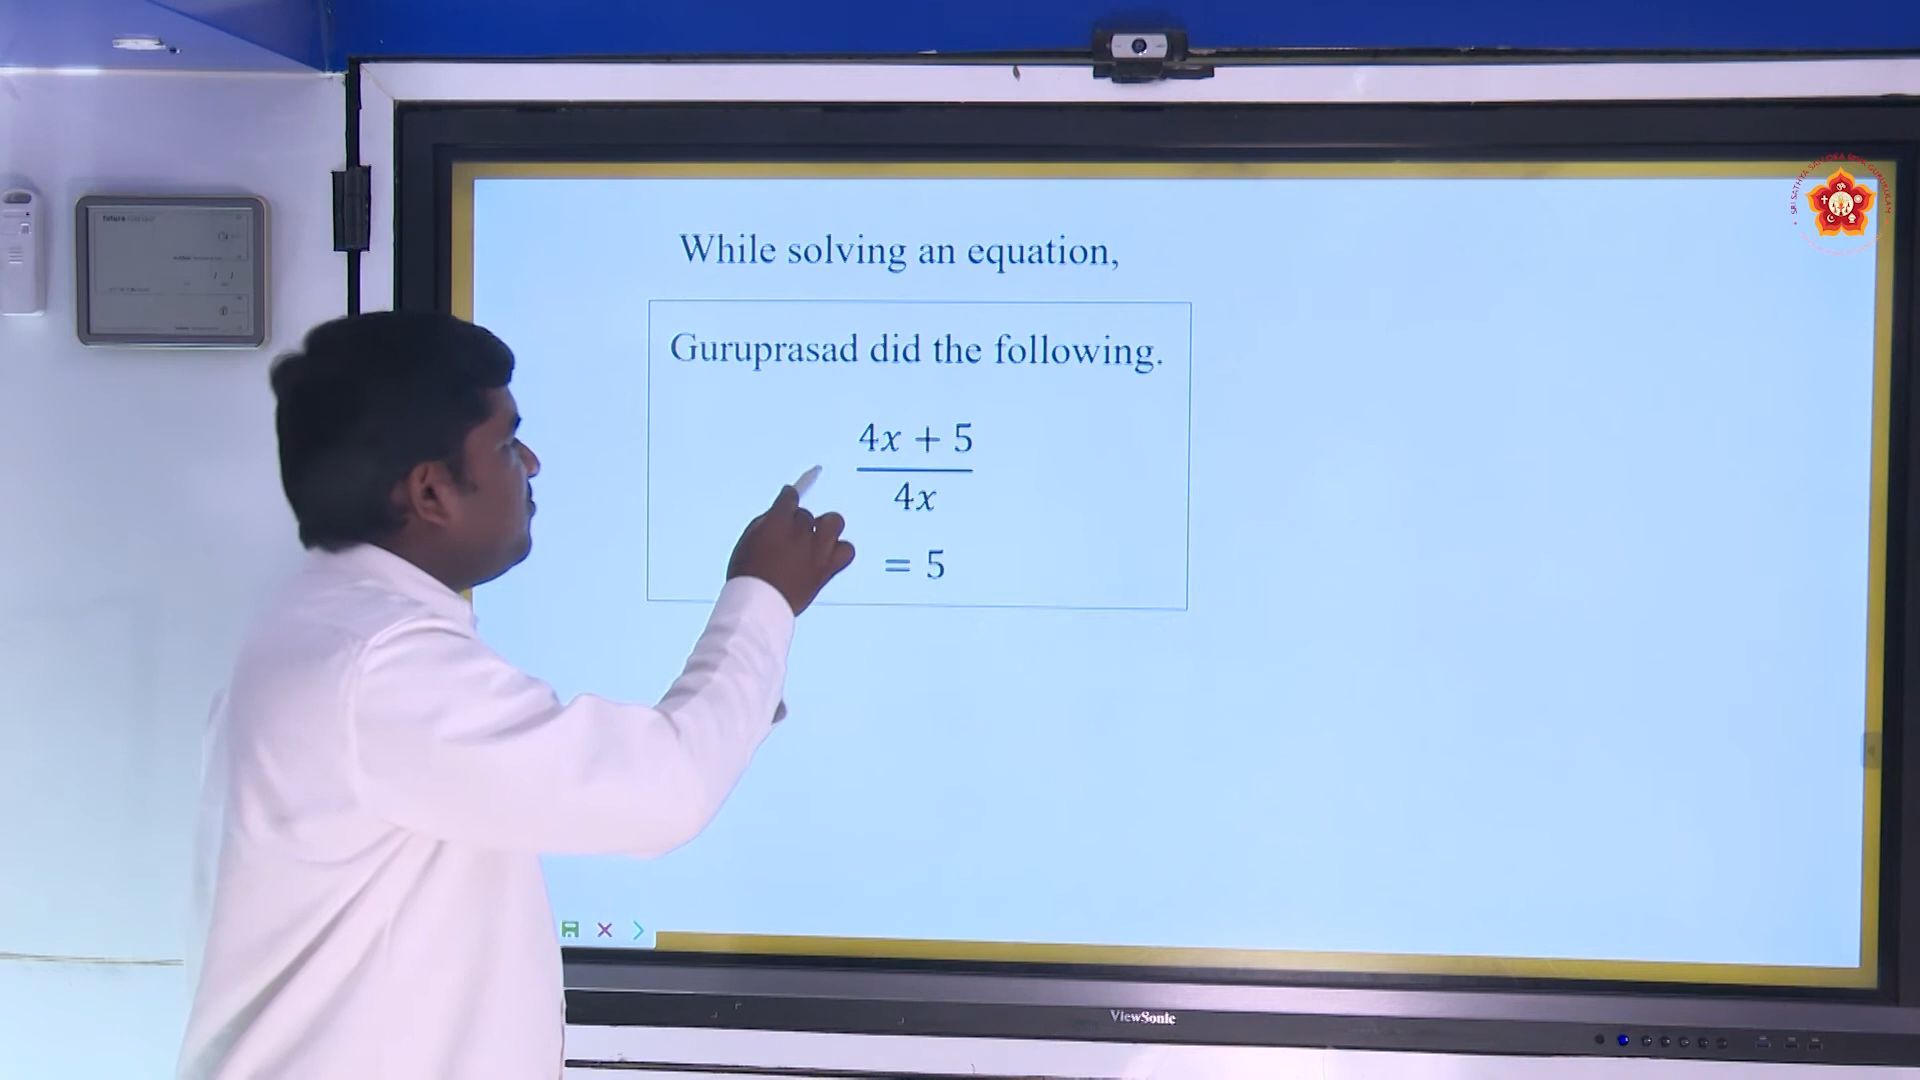 While solving an equation,
Guruprasad did the following.
4x + 5
4x
= 5
ViewSonic